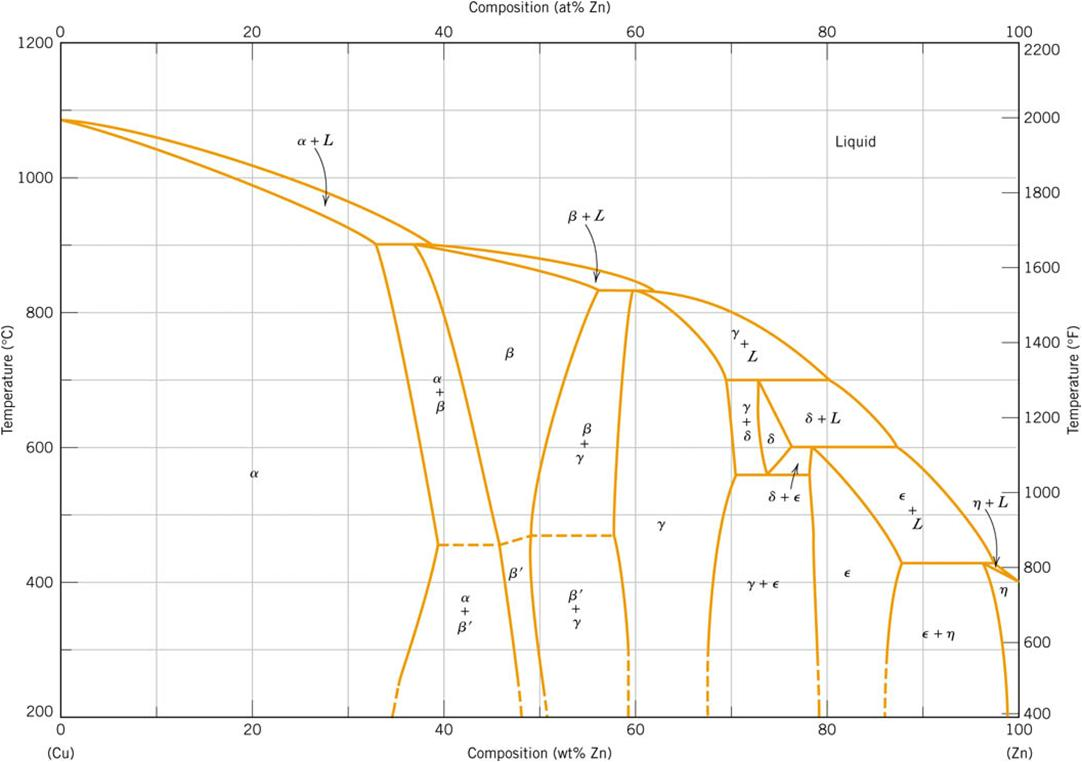 Composition (at% Zn)
0 20 40 60 80 100
1200 2200
2000
α + L Liquid
1000 1800
β + L
1600
800
γ
+
L
1400
Temperature (°C)
Temperature (°F)
β
α
+
β
γ
+
δ
δ
δ + L
1200
β
+
γ
600
α
δ + ϵ
1000
γ
ϵ
+
L
η + L
800
β′
ϵ
γ + ϵ
400
η
α
+
β′
β′
+
γ
ϵ + η
600
200 400
0 20 40 60 80 100
(Cu) Composition (wt% Zn) (Zn)